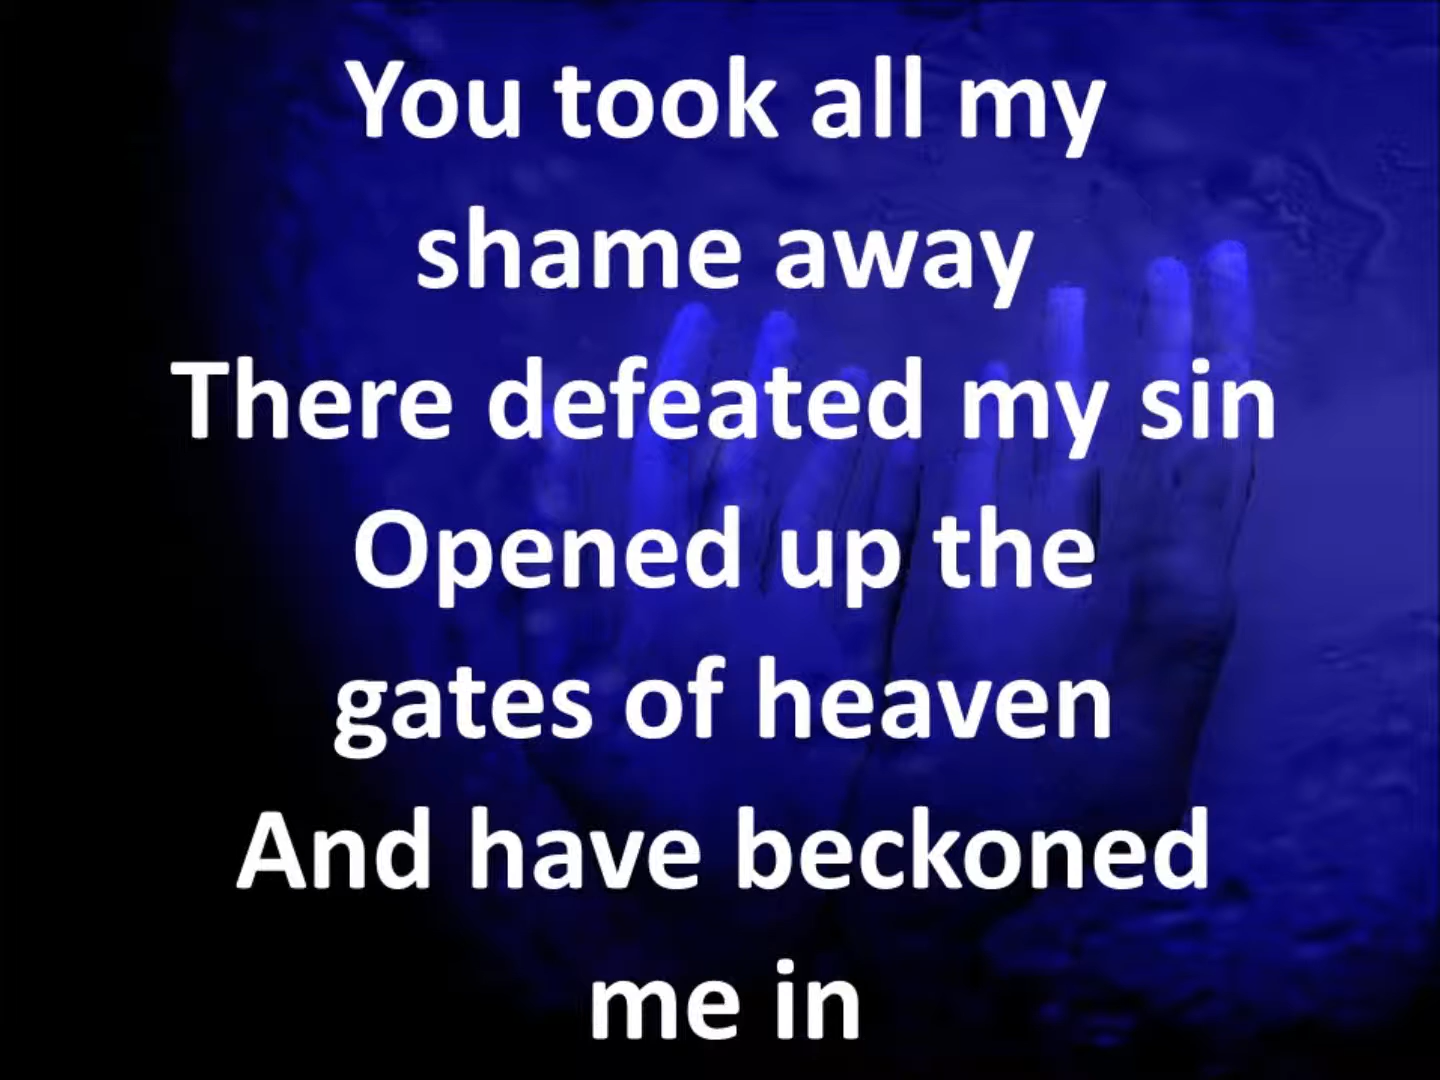 You took all my
shame away
There defeated my sin
Opened up the
gates of heaven
And have beckoned
me in